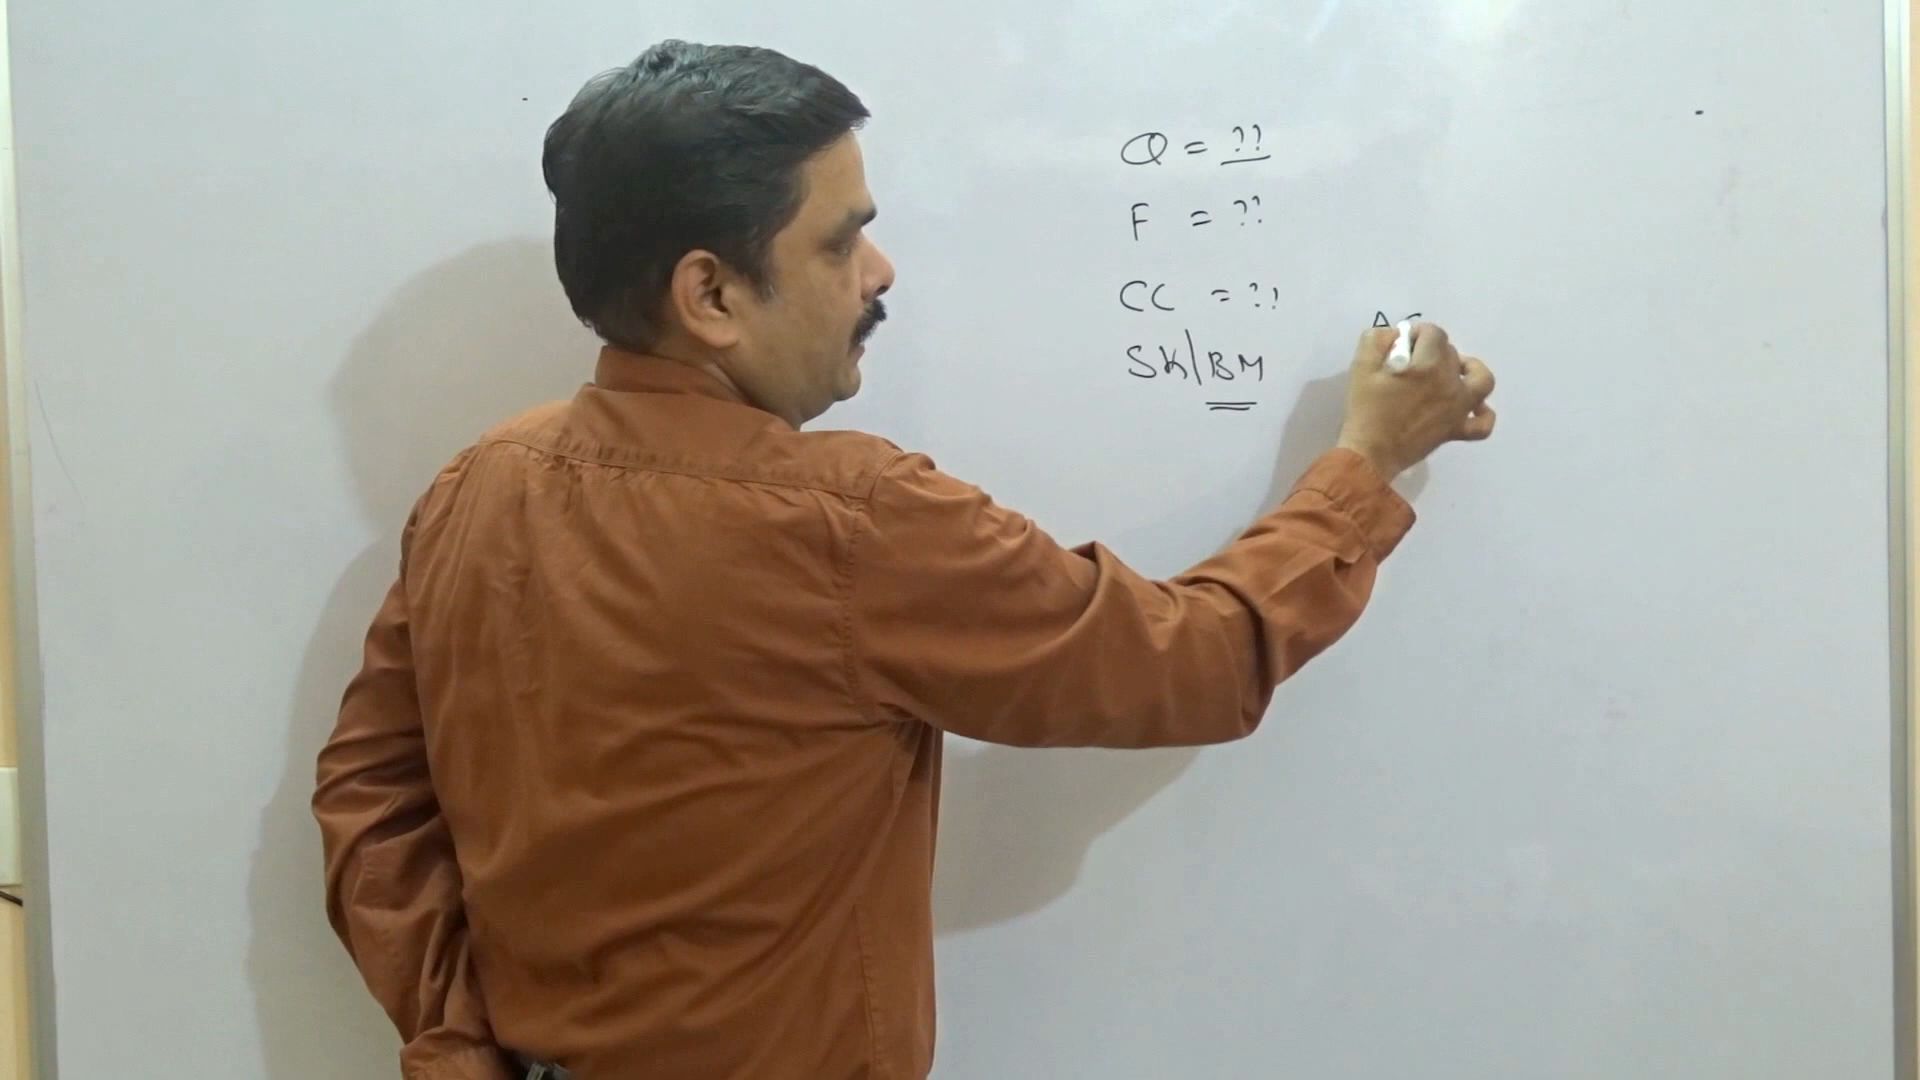 Q = ??
F = ??
CC = ??
SK|BM